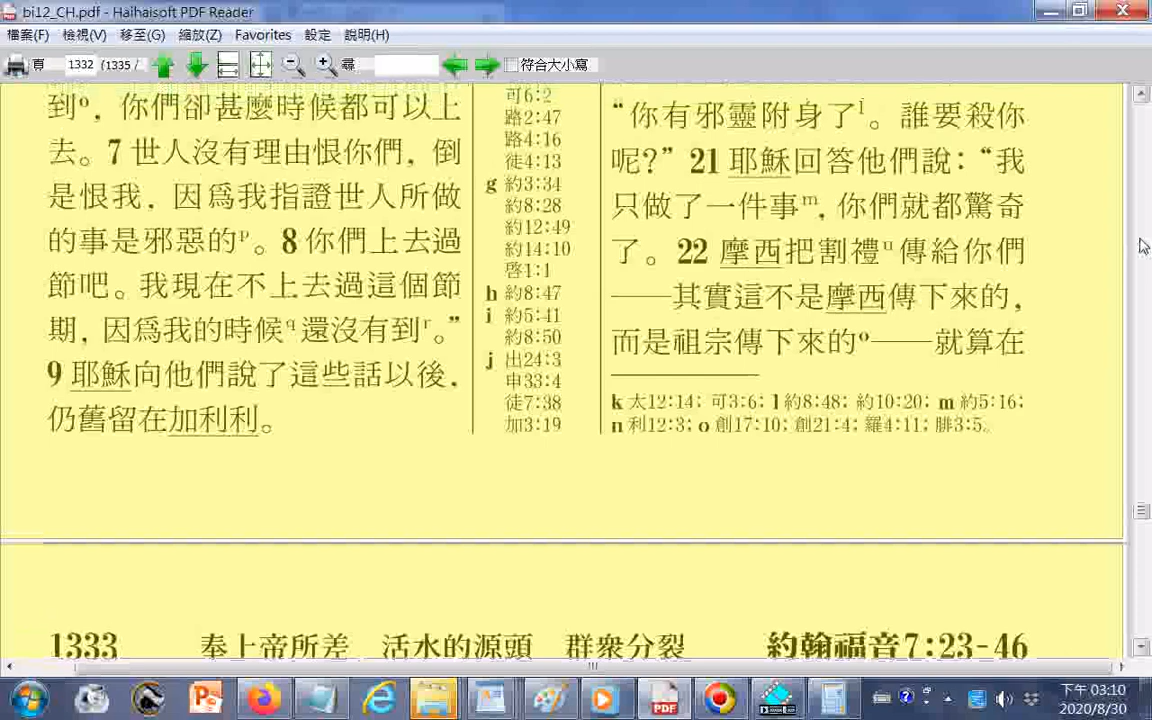 bi12_CH.pdf - Haihaisoft PDF Reader
檔案(F) 檢視(V) 移至(G) 縮放(Z) Favorites 設定 說明(H)
頁 1332 (1335 / 尋 符合大小寫
到o，你們卻甚麼時候都可以上
去。7 世人沒有理由恨你們，倒
是恨我，因爲我指證世人所做
的事是邪惡的p。8 你們上去過
節吧。我現在不上去過這個節
期，因爲我的時候q還沒有到r。”
9 耶穌向他們說了這些話以後，
仍舊留在加利利。
可6:2
路2:47
路4:16
徒4:13
g 約3:34
約8:28
約12:49
約14:10
啓1:1
h 約8:47
i 約5:41
約8:50
j 出24:3
申33:4
徒7:38
加3:19
“你有邪靈附身了l。誰要殺你
呢?” 21 耶穌回答他們說：“我
只做了一件事m，你們就都驚奇
了。22 摩西把割禮n傳給你們
——其實這不是摩西傳下來的，
而是祖宗傳下來的o——就算在
k 太12:14; 可3:6; l 約8:48; 約10:20; m 約5:16;
n 利12:3; o 創17:10; 創21:4; 羅4:11; 腓3:5。
1333 奉上帝所差 活水的源頭 群衆分裂 約翰福音7:23-46
下午 03:10
2020/8/30